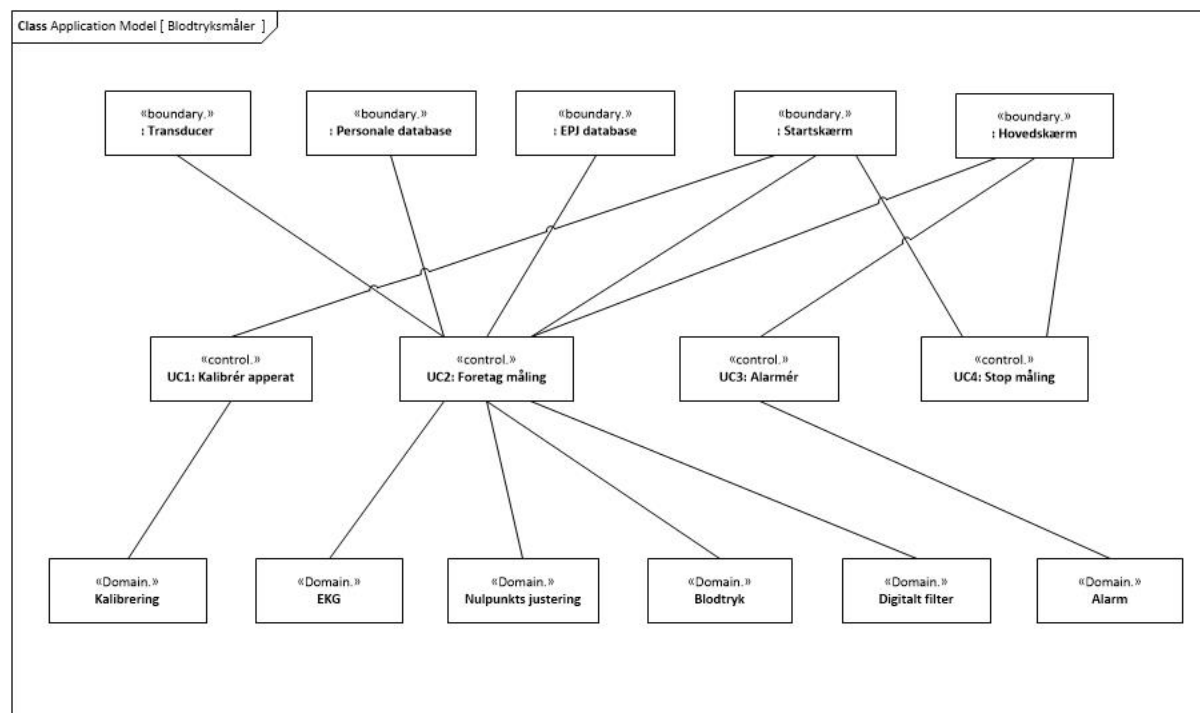 Class Application Model [ Blodtryksmåler ]
«boundary.»
: Transducer
«boundary.»
: Personale database
«boundary.»
: EPJ database
«boundary.»
: Startskærm
«boundary.»
: Hovedskærm
«control.»
UC1: Kalibrér apperat
«control.»
UC2: Foretag måling
«control.»
UC3: Alarmér
«control.»
UC4: Stop måling
«Domain.»
Kalibrering
«Domain.»
EKG
«Domain.»
Nulpunkts justering
«Domain.»
Blodtryk
«Domain.»
Digitalt filter
«Domain.»
Alarm